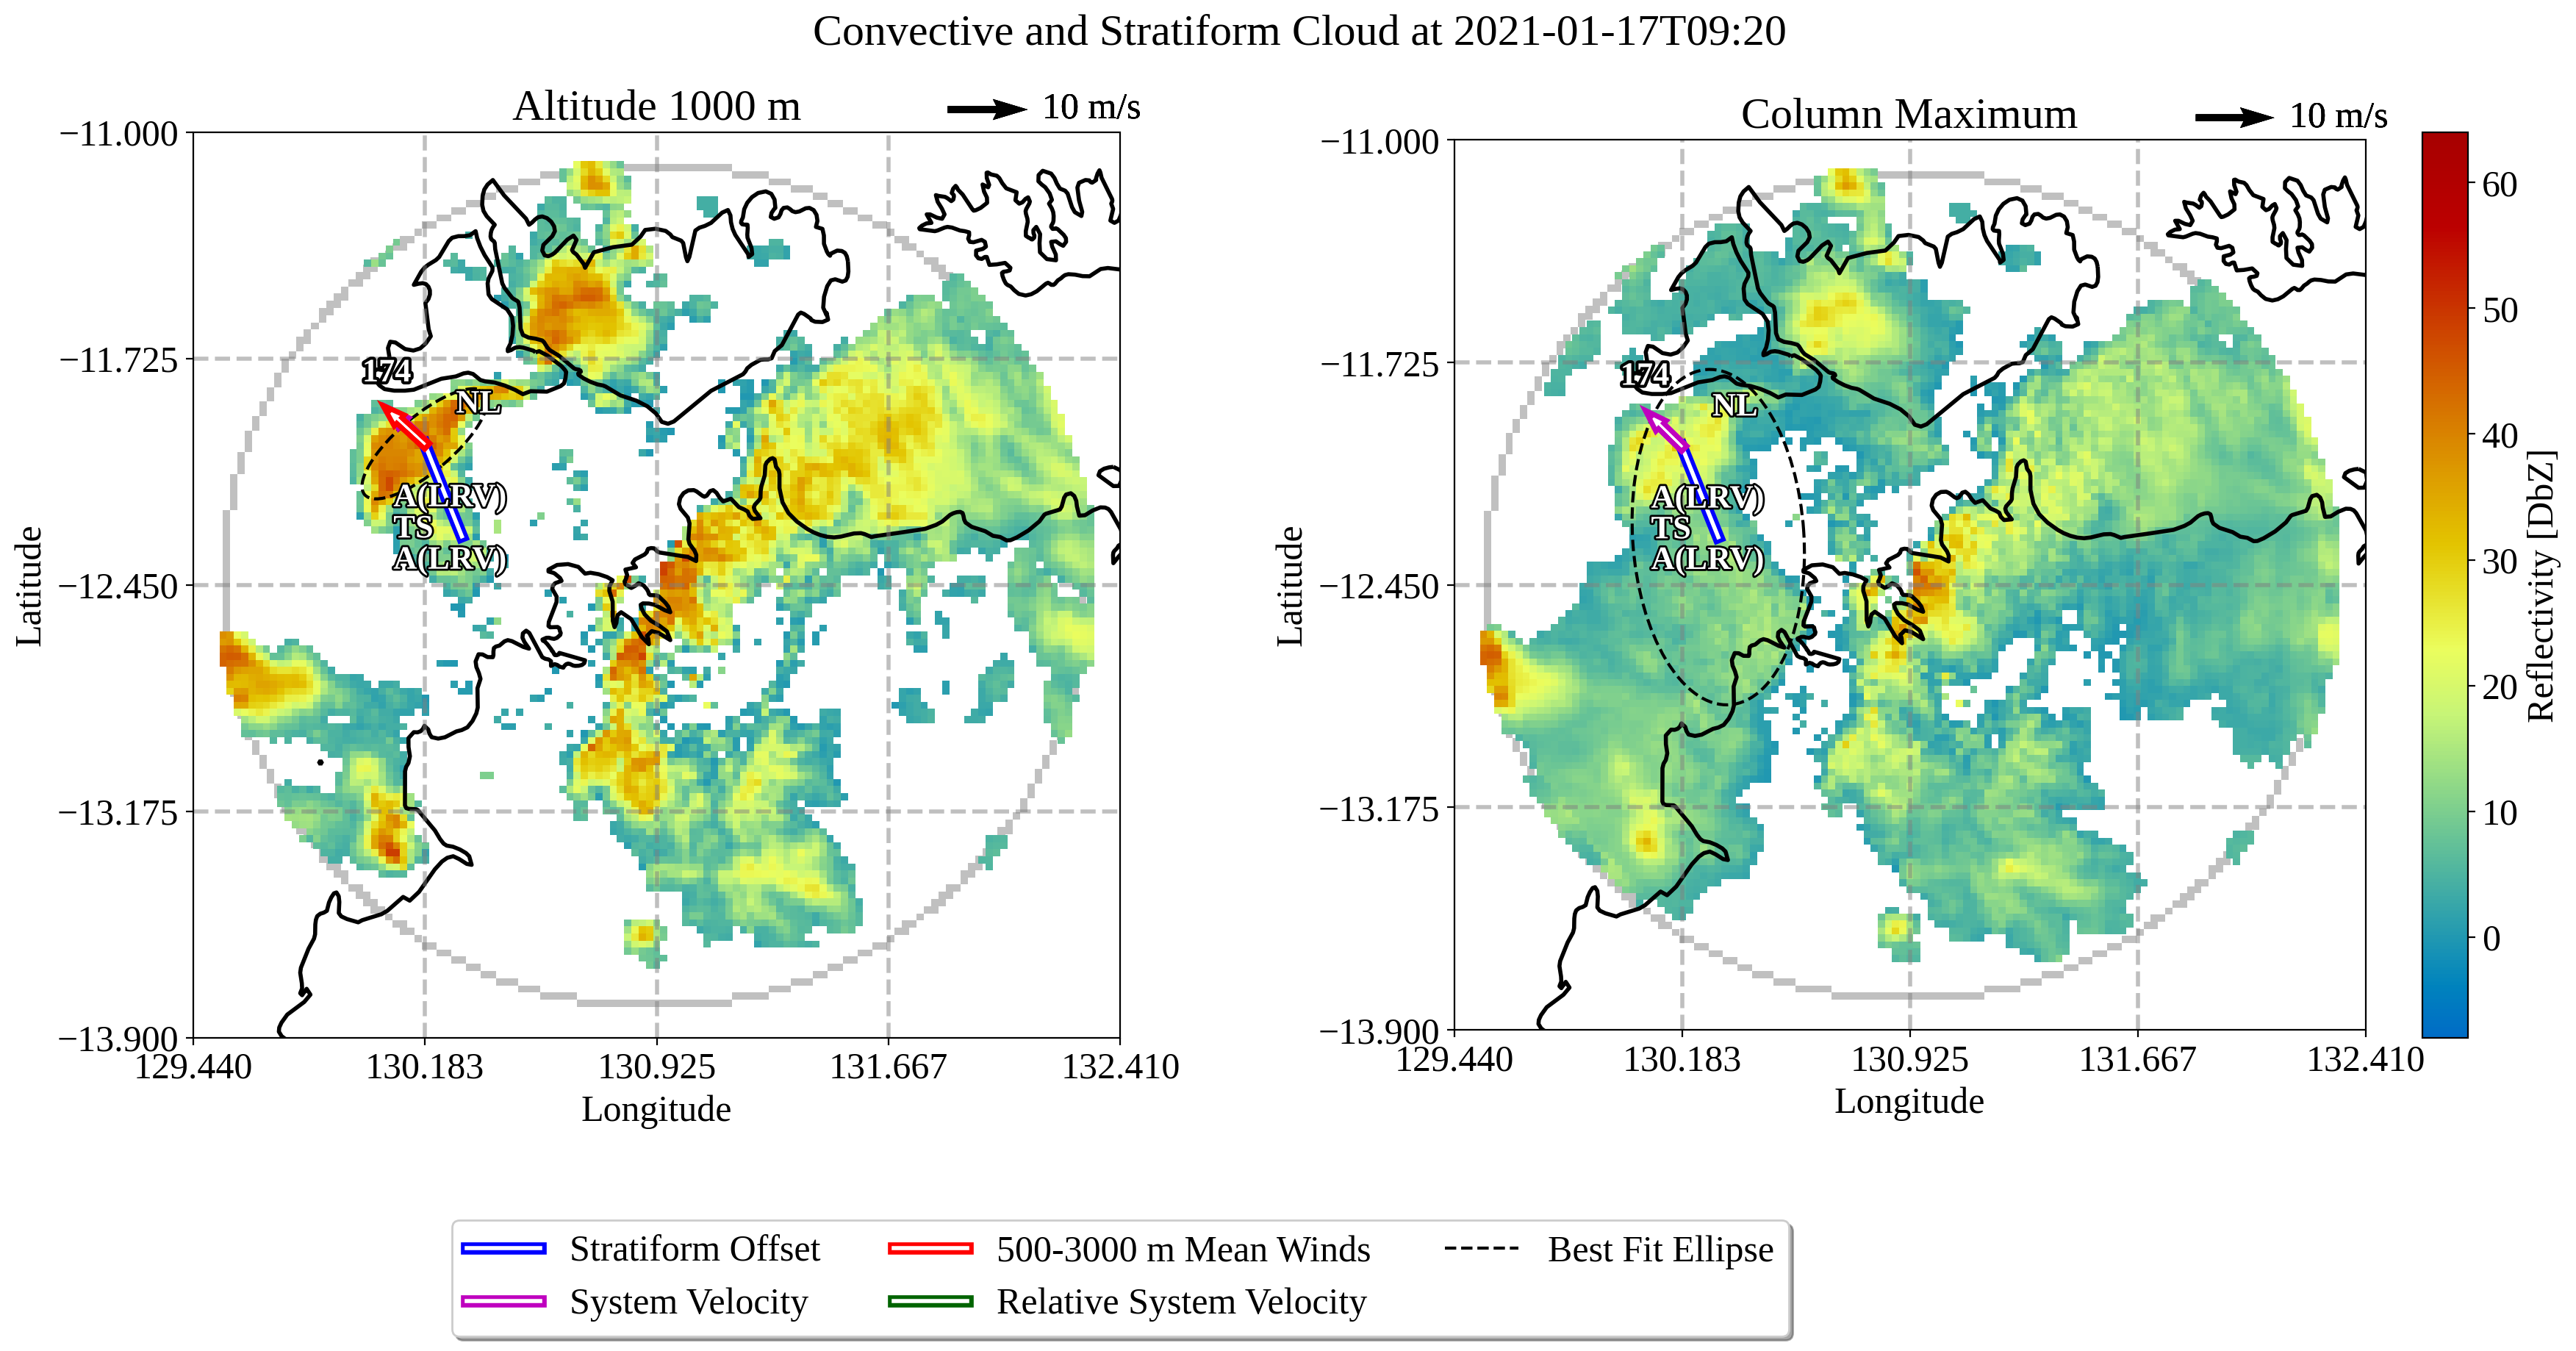 Convective and Stratiform Cloud at 2021-01-17T09:20
Altitude 1000 m
10 m/s
−11.000
−11.725
−12.450
−13.175
−13.900
Latitude
174
NL
A(LRV)
TS
A(LRV)
129.440
130.183
130.925
131.667
132.410
Longitude
Column Maximum
10 m/s
−11.000
−11.725
−12.450
−13.175
−13.900
Latitude
174
NL
A(LRV)
TS
A(LRV)
129.440
130.183
130.925
131.667
132.410
Longitude
60
50
40
30
20
10
0
Reflectivity [DbZ]
Stratiform Offset
500-3000 m Mean Winds
Best Fit Ellipse
System Velocity
Relative System Velocity